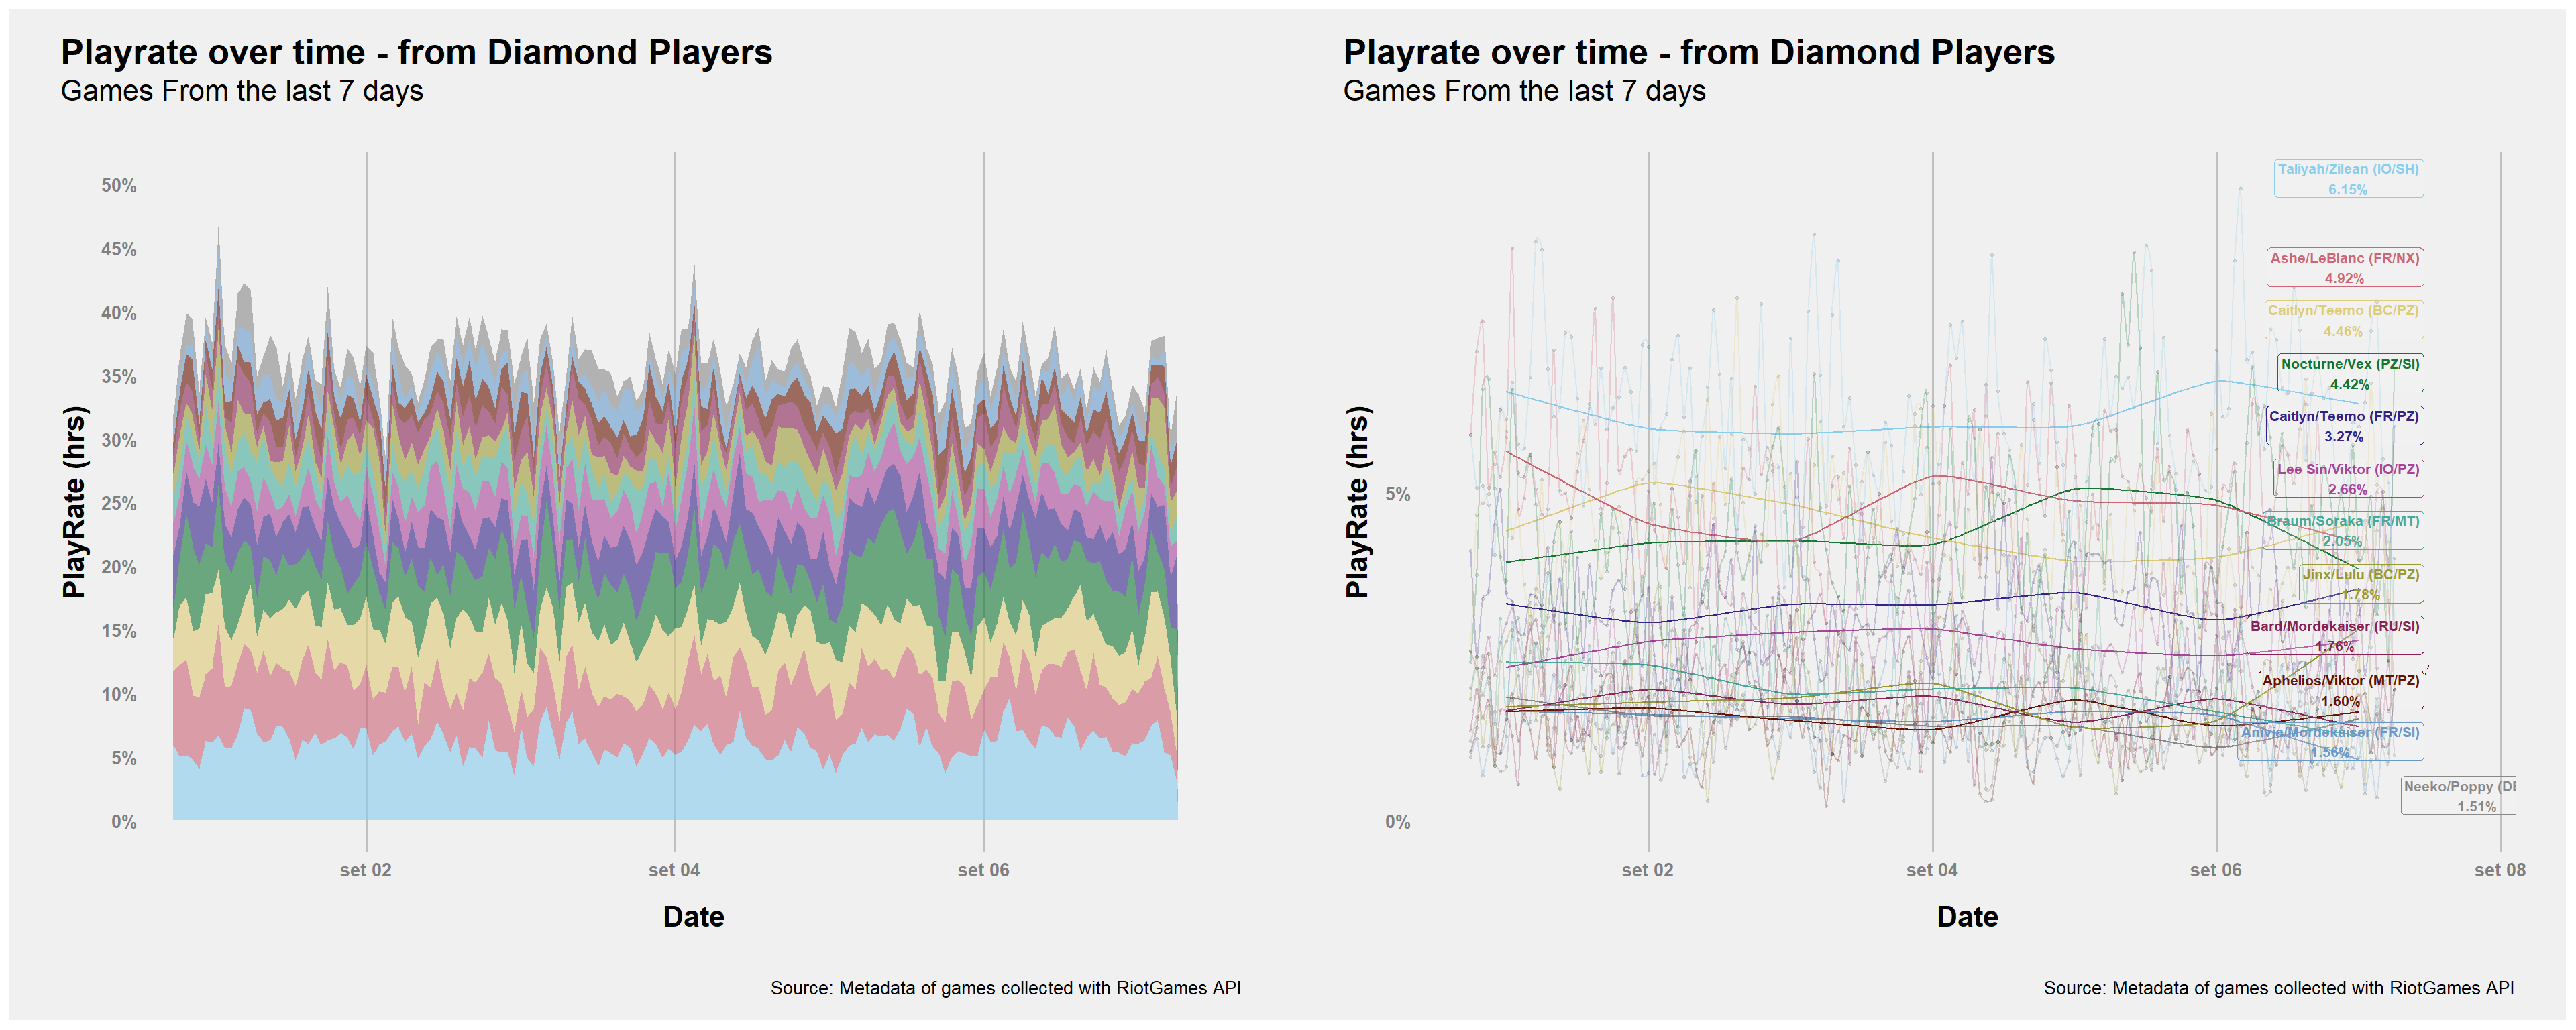 Playrate over time - from Diamond Players
Games From the last 7 days
PlayRate (hrs)
50%
45%
40%
35%
30%
25%
20%
15%
10%
5%
0%
set 02
set 04
set 06
Date
Source: Metadata of games collected with RiotGames API
Playrate over time - from Diamond Players
Games From the last 7 days
PlayRate (hrs)
5%
0%
Taliyah/Zilean (IO/SH)
6.15%
Ashe/LeBlanc (FR/NX)
4.92%
Caitlyn/Teemo (BC/PZ)
4.46%
Nocturne/Vex (PZ/SI)
4.42%
Caitlyn/Teemo (FR/PZ)
3.27%
Lee Sin/Viktor (IO/PZ)
2.66%
Braum/Soraka (FR/MT)
2.05%
Jinx/Lulu (BC/PZ)
1.78%
Bard/Mordekaiser (RU/SI)
1.76%
Aphelios/Viktor (MT/PZ)
1.60%
Anivia/Mordekaiser (FR/SI)
1.56%
Neeko/Poppy
1.51%
set 02
set 04
set 06
set 08
Date
Source: Metadata of games collected with RiotGames API